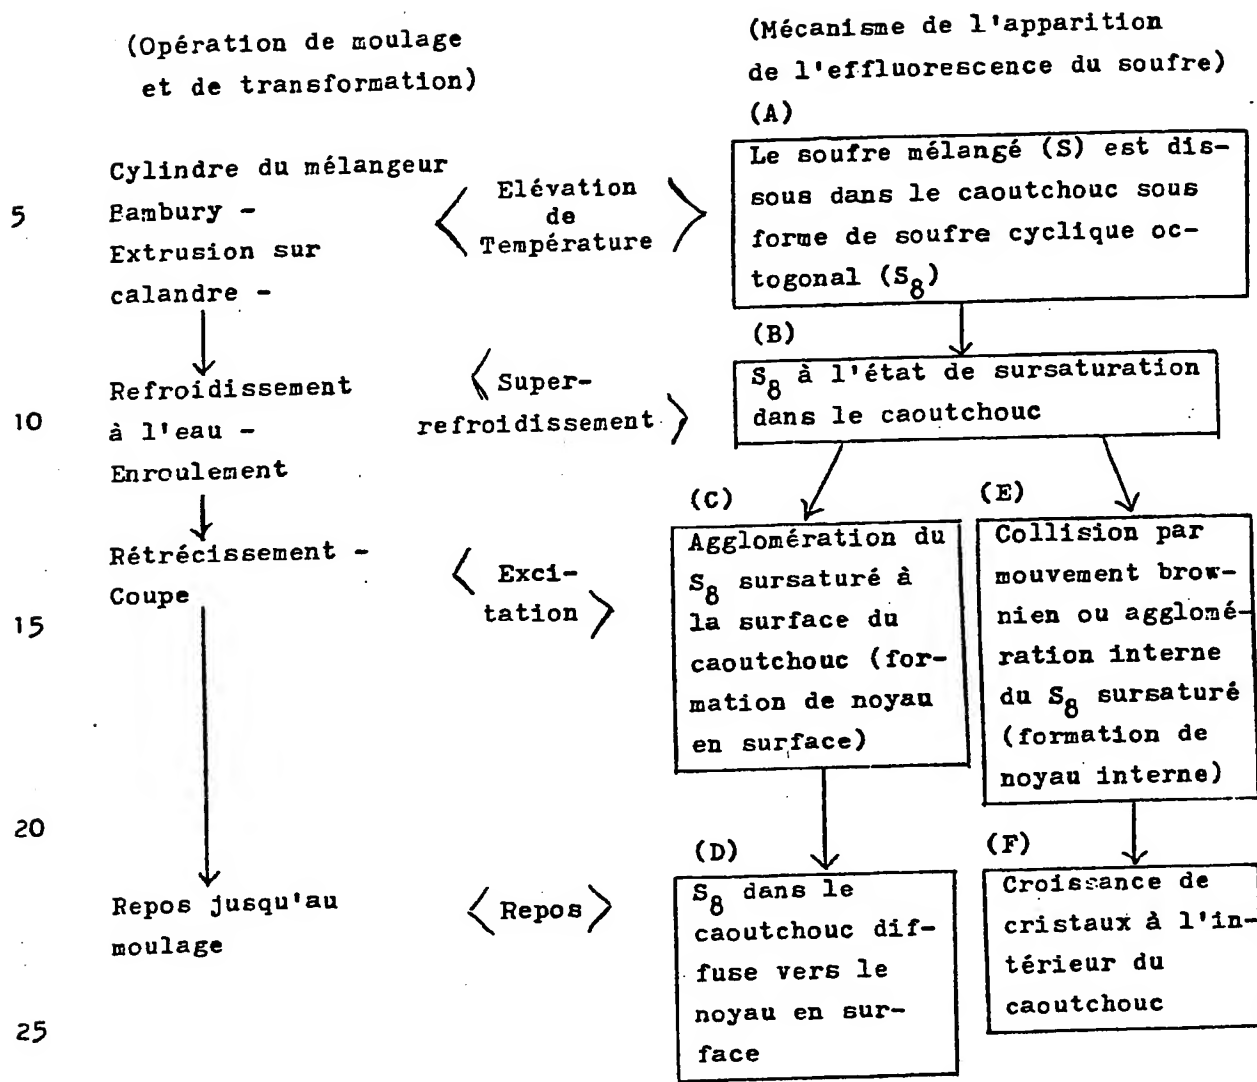 (Opération de moulage
et de transformation)
(Mécanisme de l'apparition
de l'effluorescence du soufre)
(A)
5
Cylindre du mélangeur
Bambury -
Extrusion sur
calandre -
< Elévation
de
Température >
Le soufre mélangé (S) est dis-
sous dans le caoutchouc sous
forme de soufre cyclique oc-
togonal (S8)
(B)
10
Refroidissement
à l'eau -
Enroulement
< Super-
refroidissement >
S8 à l'état de sursaturation
dans le caoutchouc
(C)
(E)
15
Rétrécissement -
Coupe
< Exci-
tation >
Agglomération du
S8 sursaturé à
la surface du
caoutchouc (for-
mation de noyau
en surface)
Collision par
mouvement brow-
nien ou agglomé-
ration interne
du S8 sursaturé
(formation de
noyau interne)
20
(D)
(F)
Repos jusqu'au
moulage
< Repos >
S8 dans le
caoutchouc dif-
fuse vers le
noyau en sur-
face
Croissance de
cristaux à l'in-
térieur du
caoutchouc
25